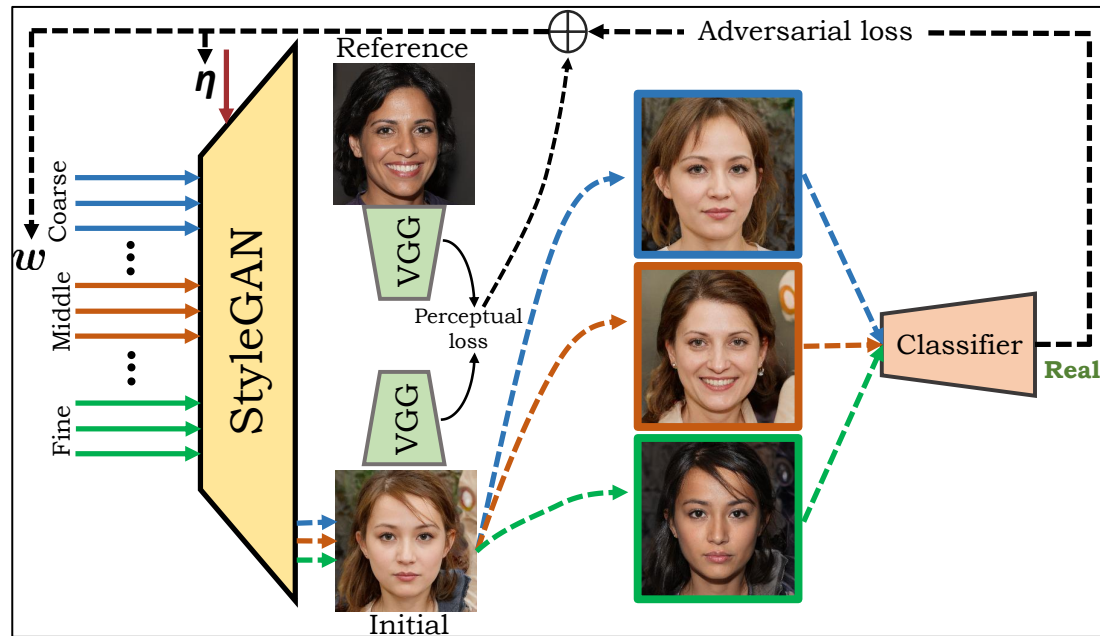 Adversarial loss
Reference
η
Coarse
w
Middle
Fine
StyleGAN
VGG
Perceptual
loss
VGG
Initial
Classifier
Real